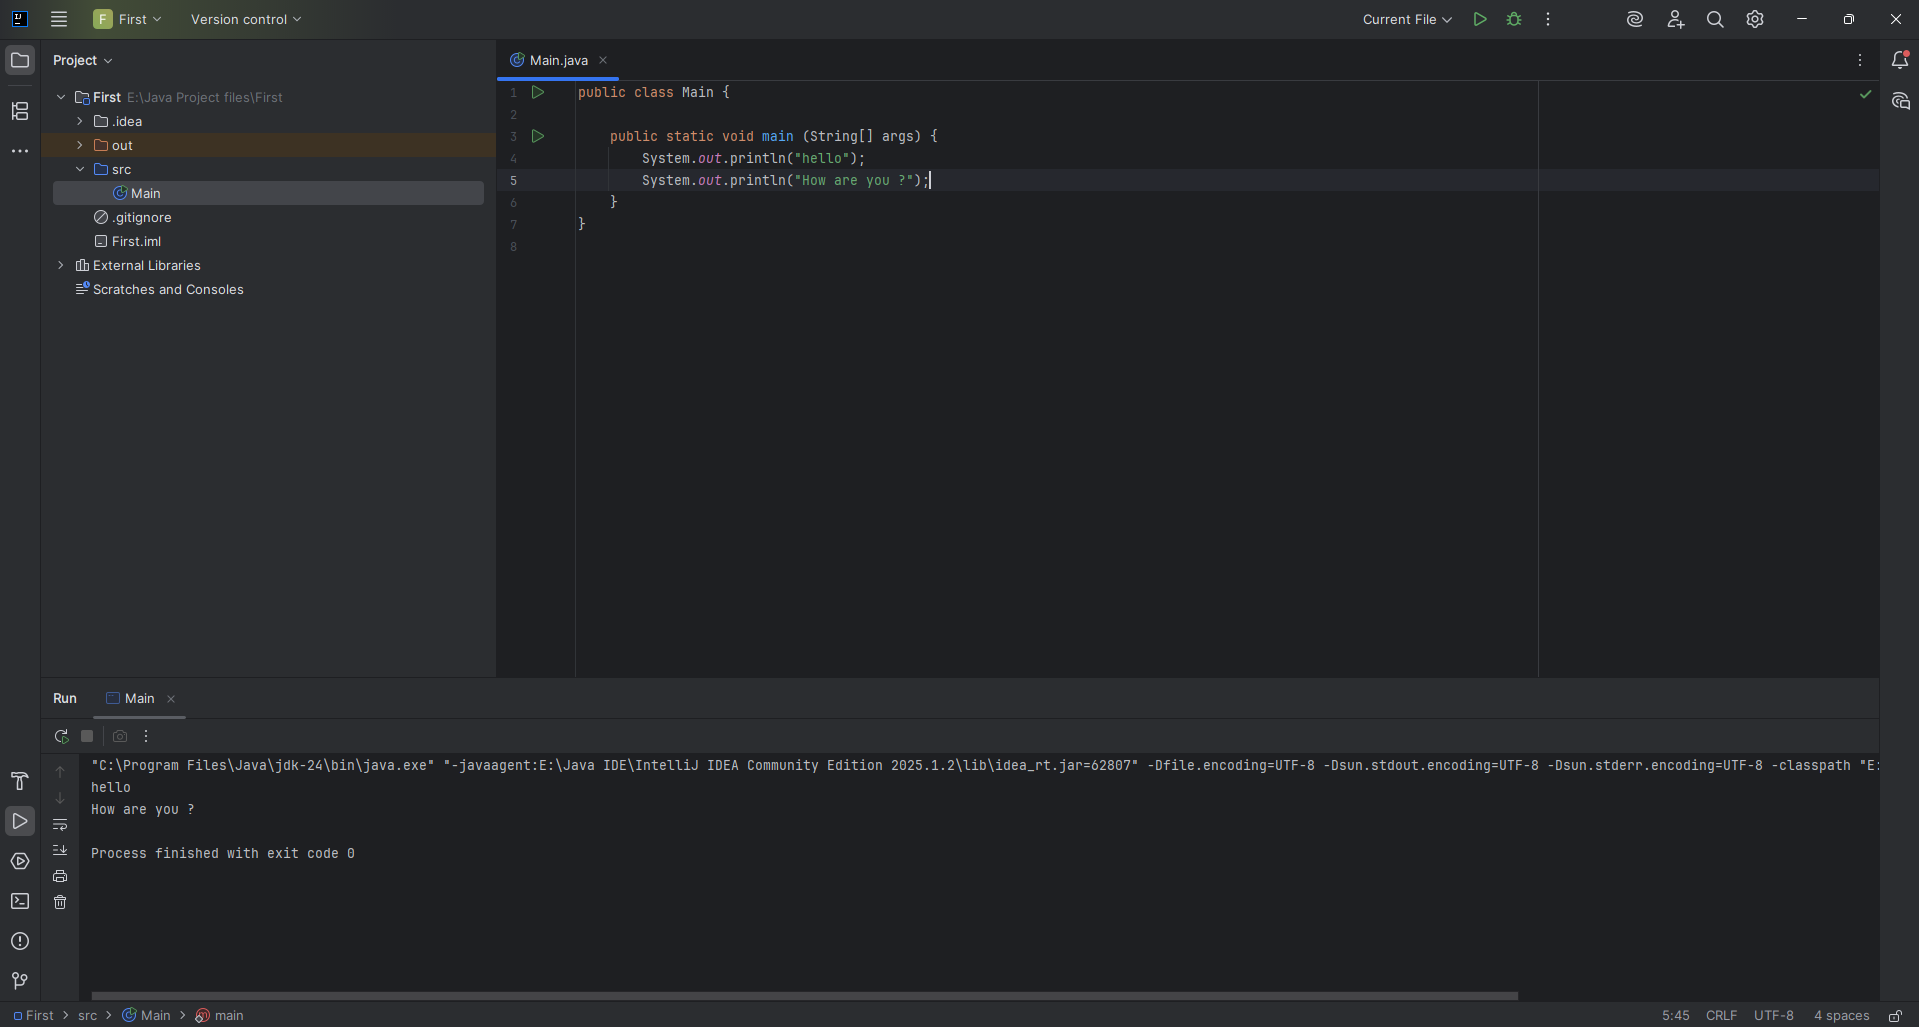 F First Version control Current File
Project
Main.java
First E:\Java Project files\First
.idea
out
src
Main
.gitignore
First.iml
External Libraries
Scratches and Consoles
1 public class Main {
2
3 public static void main (String[] args) {
4 System.out.println("hello");
5 System.out.println("How are you ?");
6 }
7 }
8
Run Main
"C:\Program Files\Java\jdk-24\bin\java.exe" "-javaagent:E:\Java IDE\IntelliJ IDEA Community Edition 2025.1.2\lib\idea_rt.jar=62807" -Dfile.encoding=UTF-8 -Dsun.stdout.encoding=UTF-8 -Dsun.stderr.encoding=UTF-8 -classpath "E:
hello
How are you ?
Process finished with exit code 0
First > src > Main > main 5:45 CRLF UTF-8 4 spaces